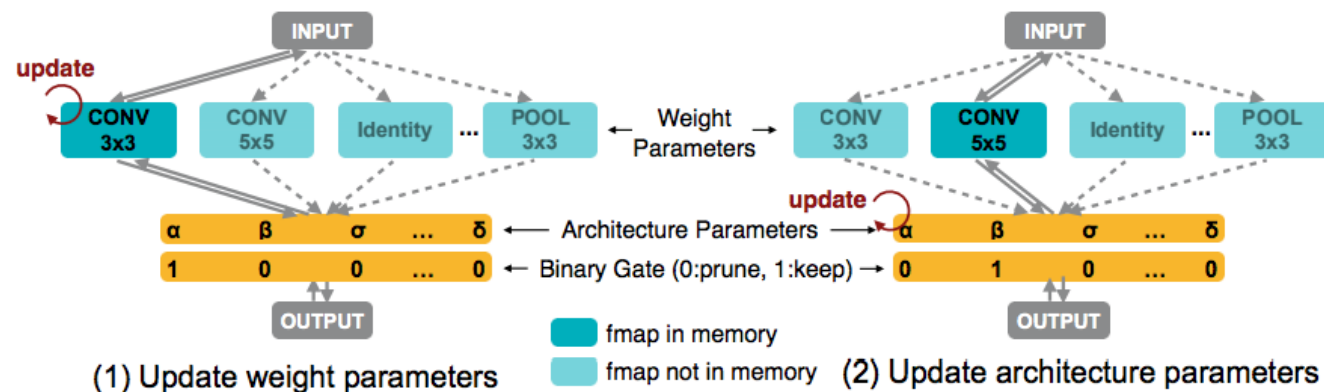 INPUT
update
CONV
3x3
CONV
5x5
Identity
...
POOL
3x3
Weight
Parameters
α β σ ... δ
Architecture Parameters
1 0 0 ... 0
Binary Gate (0:prune, 1:keep)
OUTPUT
fmap in memory
fmap not in memory
(1) Update weight parameters
INPUT
CONV
3x3
CONV
5x5
Identity
...
POOL
3x3
update
α β σ ... δ
0 1 0 ... 0
OUTPUT
(2) Update architecture parameters